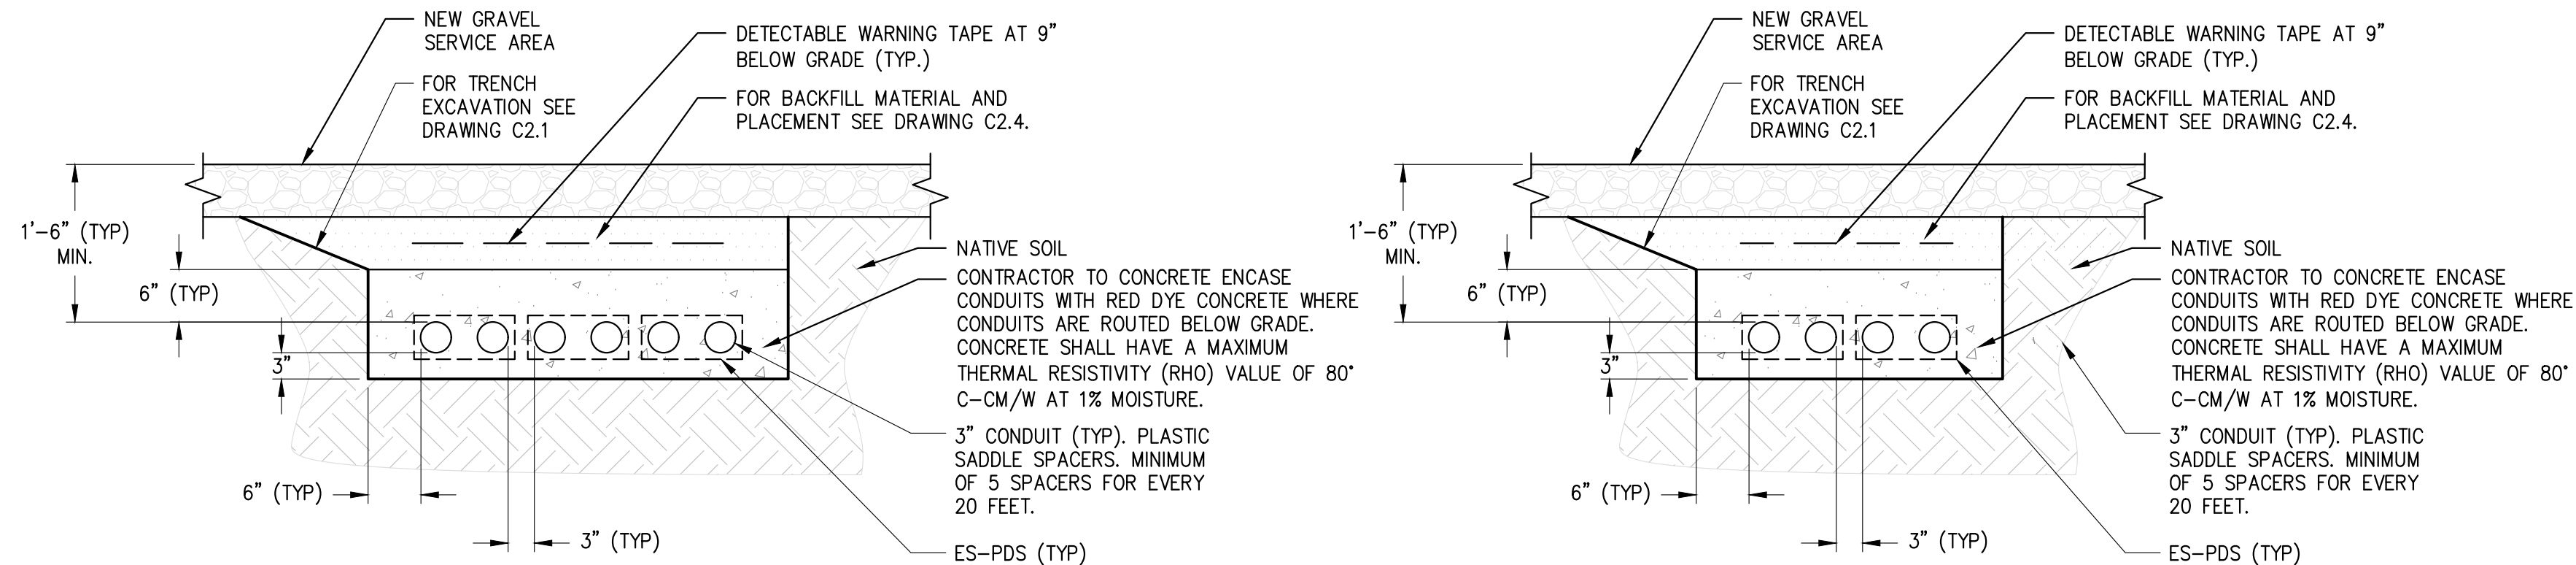 NEW GRAVEL
SERVICE AREA
DETECTABLE WARNING TAPE AT 9"
BELOW GRADE (TYP.)
FOR TRENCH
EXCAVATION SEE
DRAWING C2.1
FOR BACKFILL MATERIAL AND
PLACEMENT SEE DRAWING C2.4.
1'-6" (TYP)
MIN.
6" (TYP)
3"
6" (TYP)
3" (TYP)
NATIVE SOIL
CONTRACTOR TO CONCRETE ENCASE
CONDUITS WITH RED DYE CONCRETE WHERE
CONDUITS ARE ROUTED BELOW GRADE.
CONCRETE SHALL HAVE A MAXIMUM
THERMAL RESISTIVITY (RHO) VALUE OF 80°
C-CM/W AT 1% MOISTURE.
3" CONDUIT (TYP). PLASTIC
SADDLE SPACERS. MINIMUM
OF 5 SPACERS FOR EVERY
20 FEET.
ES-PDS (TYP)
NEW GRAVEL
SERVICE AREA
DETECTABLE WARNING TAPE AT 9"
BELOW GRADE (TYP.)
FOR TRENCH
EXCAVATION SEE
DRAWING C2.1
FOR BACKFILL MATERIAL AND
PLACEMENT SEE DRAWING C2.4.
1'-6" (TYP)
MIN.
6" (TYP)
3"
6" (TYP)
3" (TYP)
NATIVE SOIL
CONTRACTOR TO CONCRETE ENCASE
CONDUITS WITH RED DYE CONCRETE WHERE
CONDUITS ARE ROUTED BELOW GRADE.
CONCRETE SHALL HAVE A MAXIMUM
THERMAL RESISTIVITY (RHO) VALUE OF 80°
C-CM/W AT 1% MOISTURE.
3" CONDUIT (TYP). PLASTIC
SADDLE SPACERS. MINIMUM
OF 5 SPACERS FOR EVERY
20 FEET.
ES-PDS (TYP)